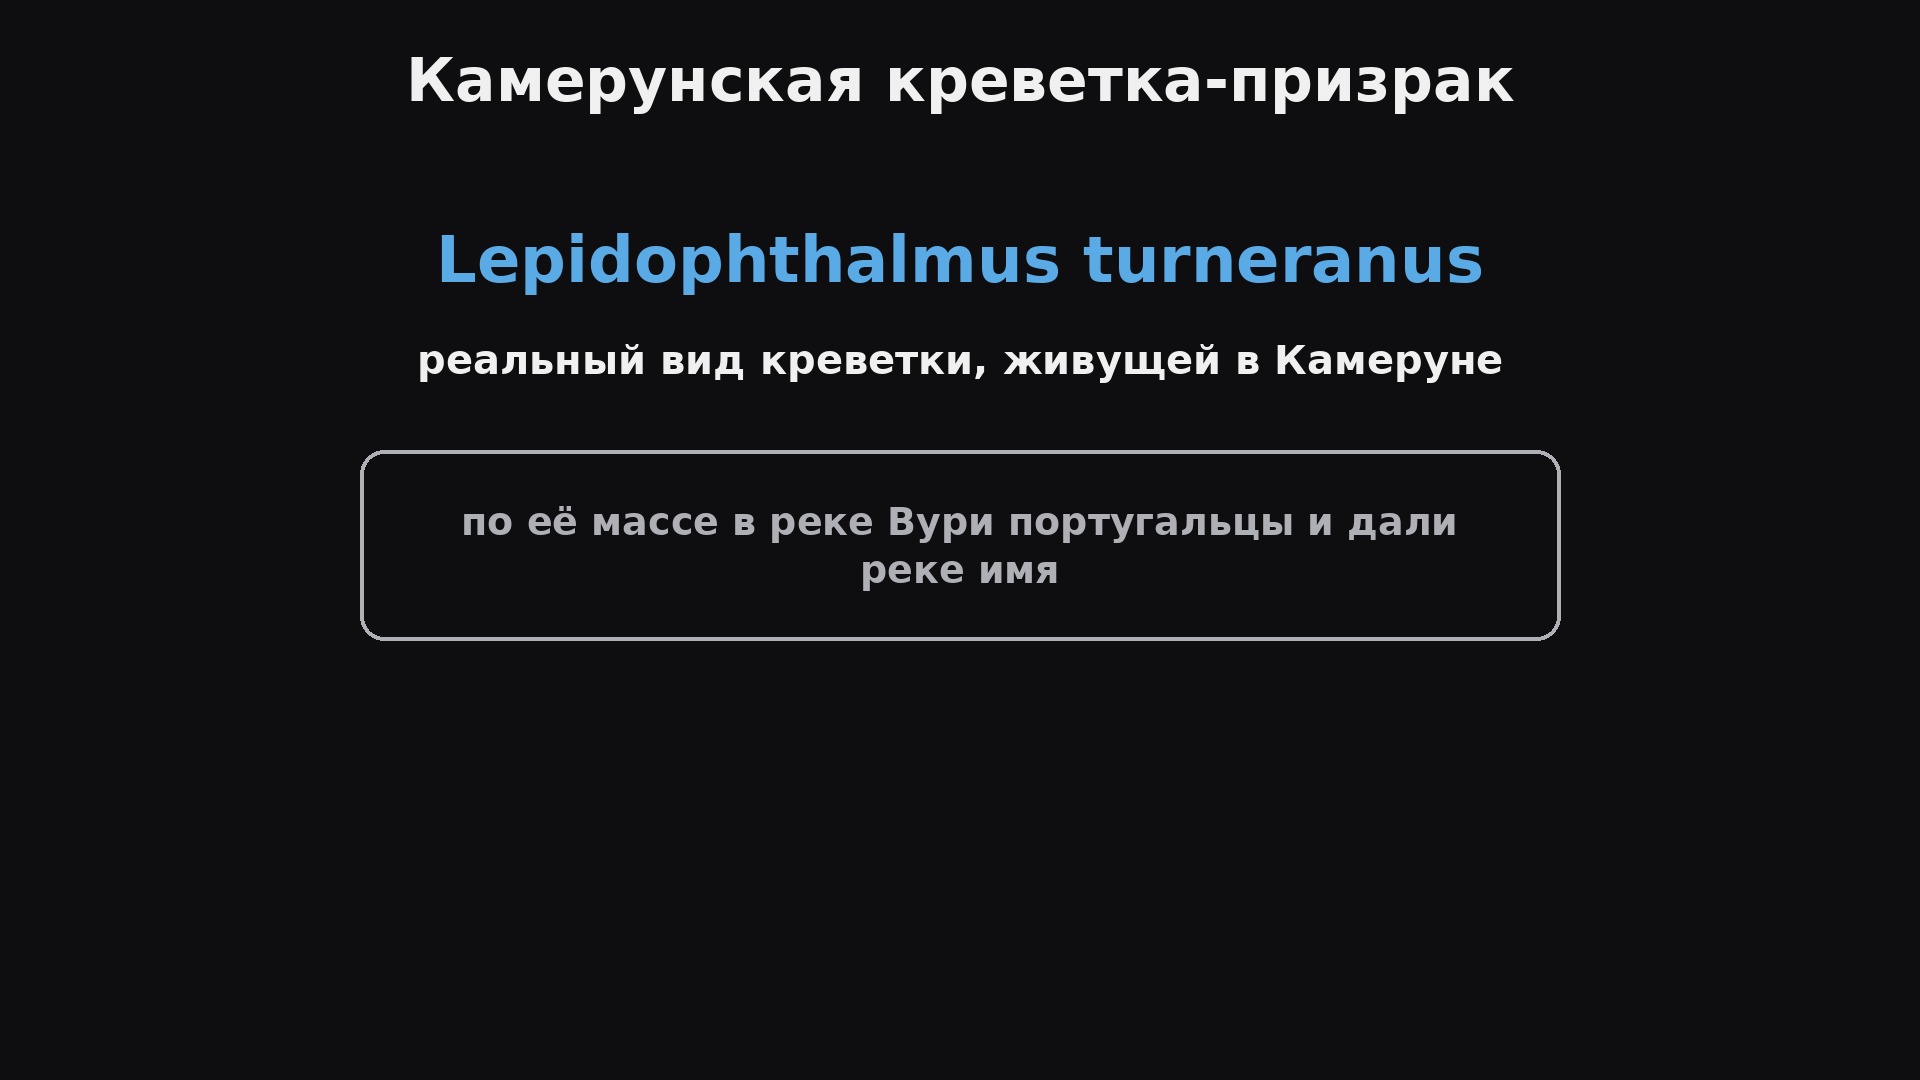 Камерунская креветка-призрак
Lepidophthalmus turneranus
реальный вид креветки, живущей в Камеруне
по её массе в реке Вури португальцы и дали
реке имя